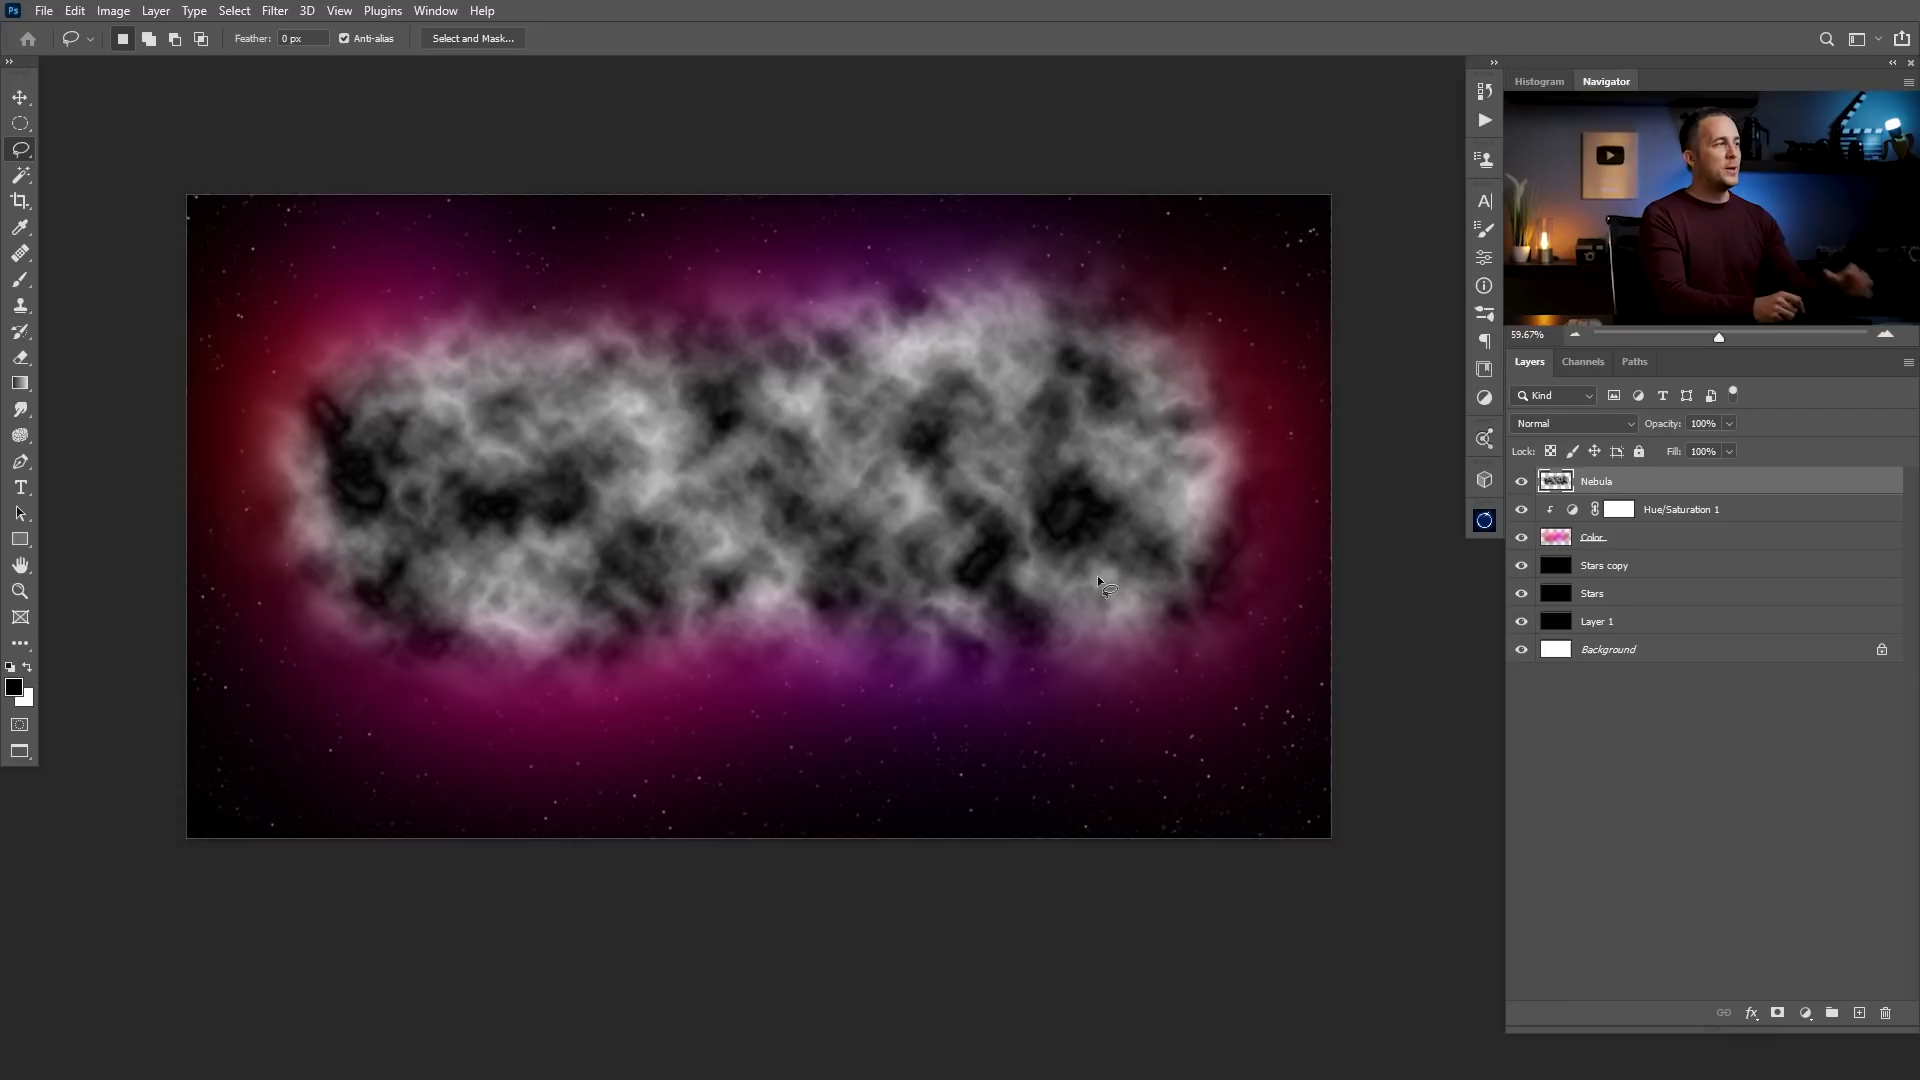 Ps File Edit Image Layer Type Select Filter 3D View Plugins Window Help
Feather: 0 px Anti-alias Select and Mask...
Histogram Navigator
59.67%
Layers Channels Paths
Kind
Normal Opacity: 100%
Lock: Fill: 100%
Nebula
Hue/Saturation 1
Color
Stars copy
Stars
Layer 1
Background